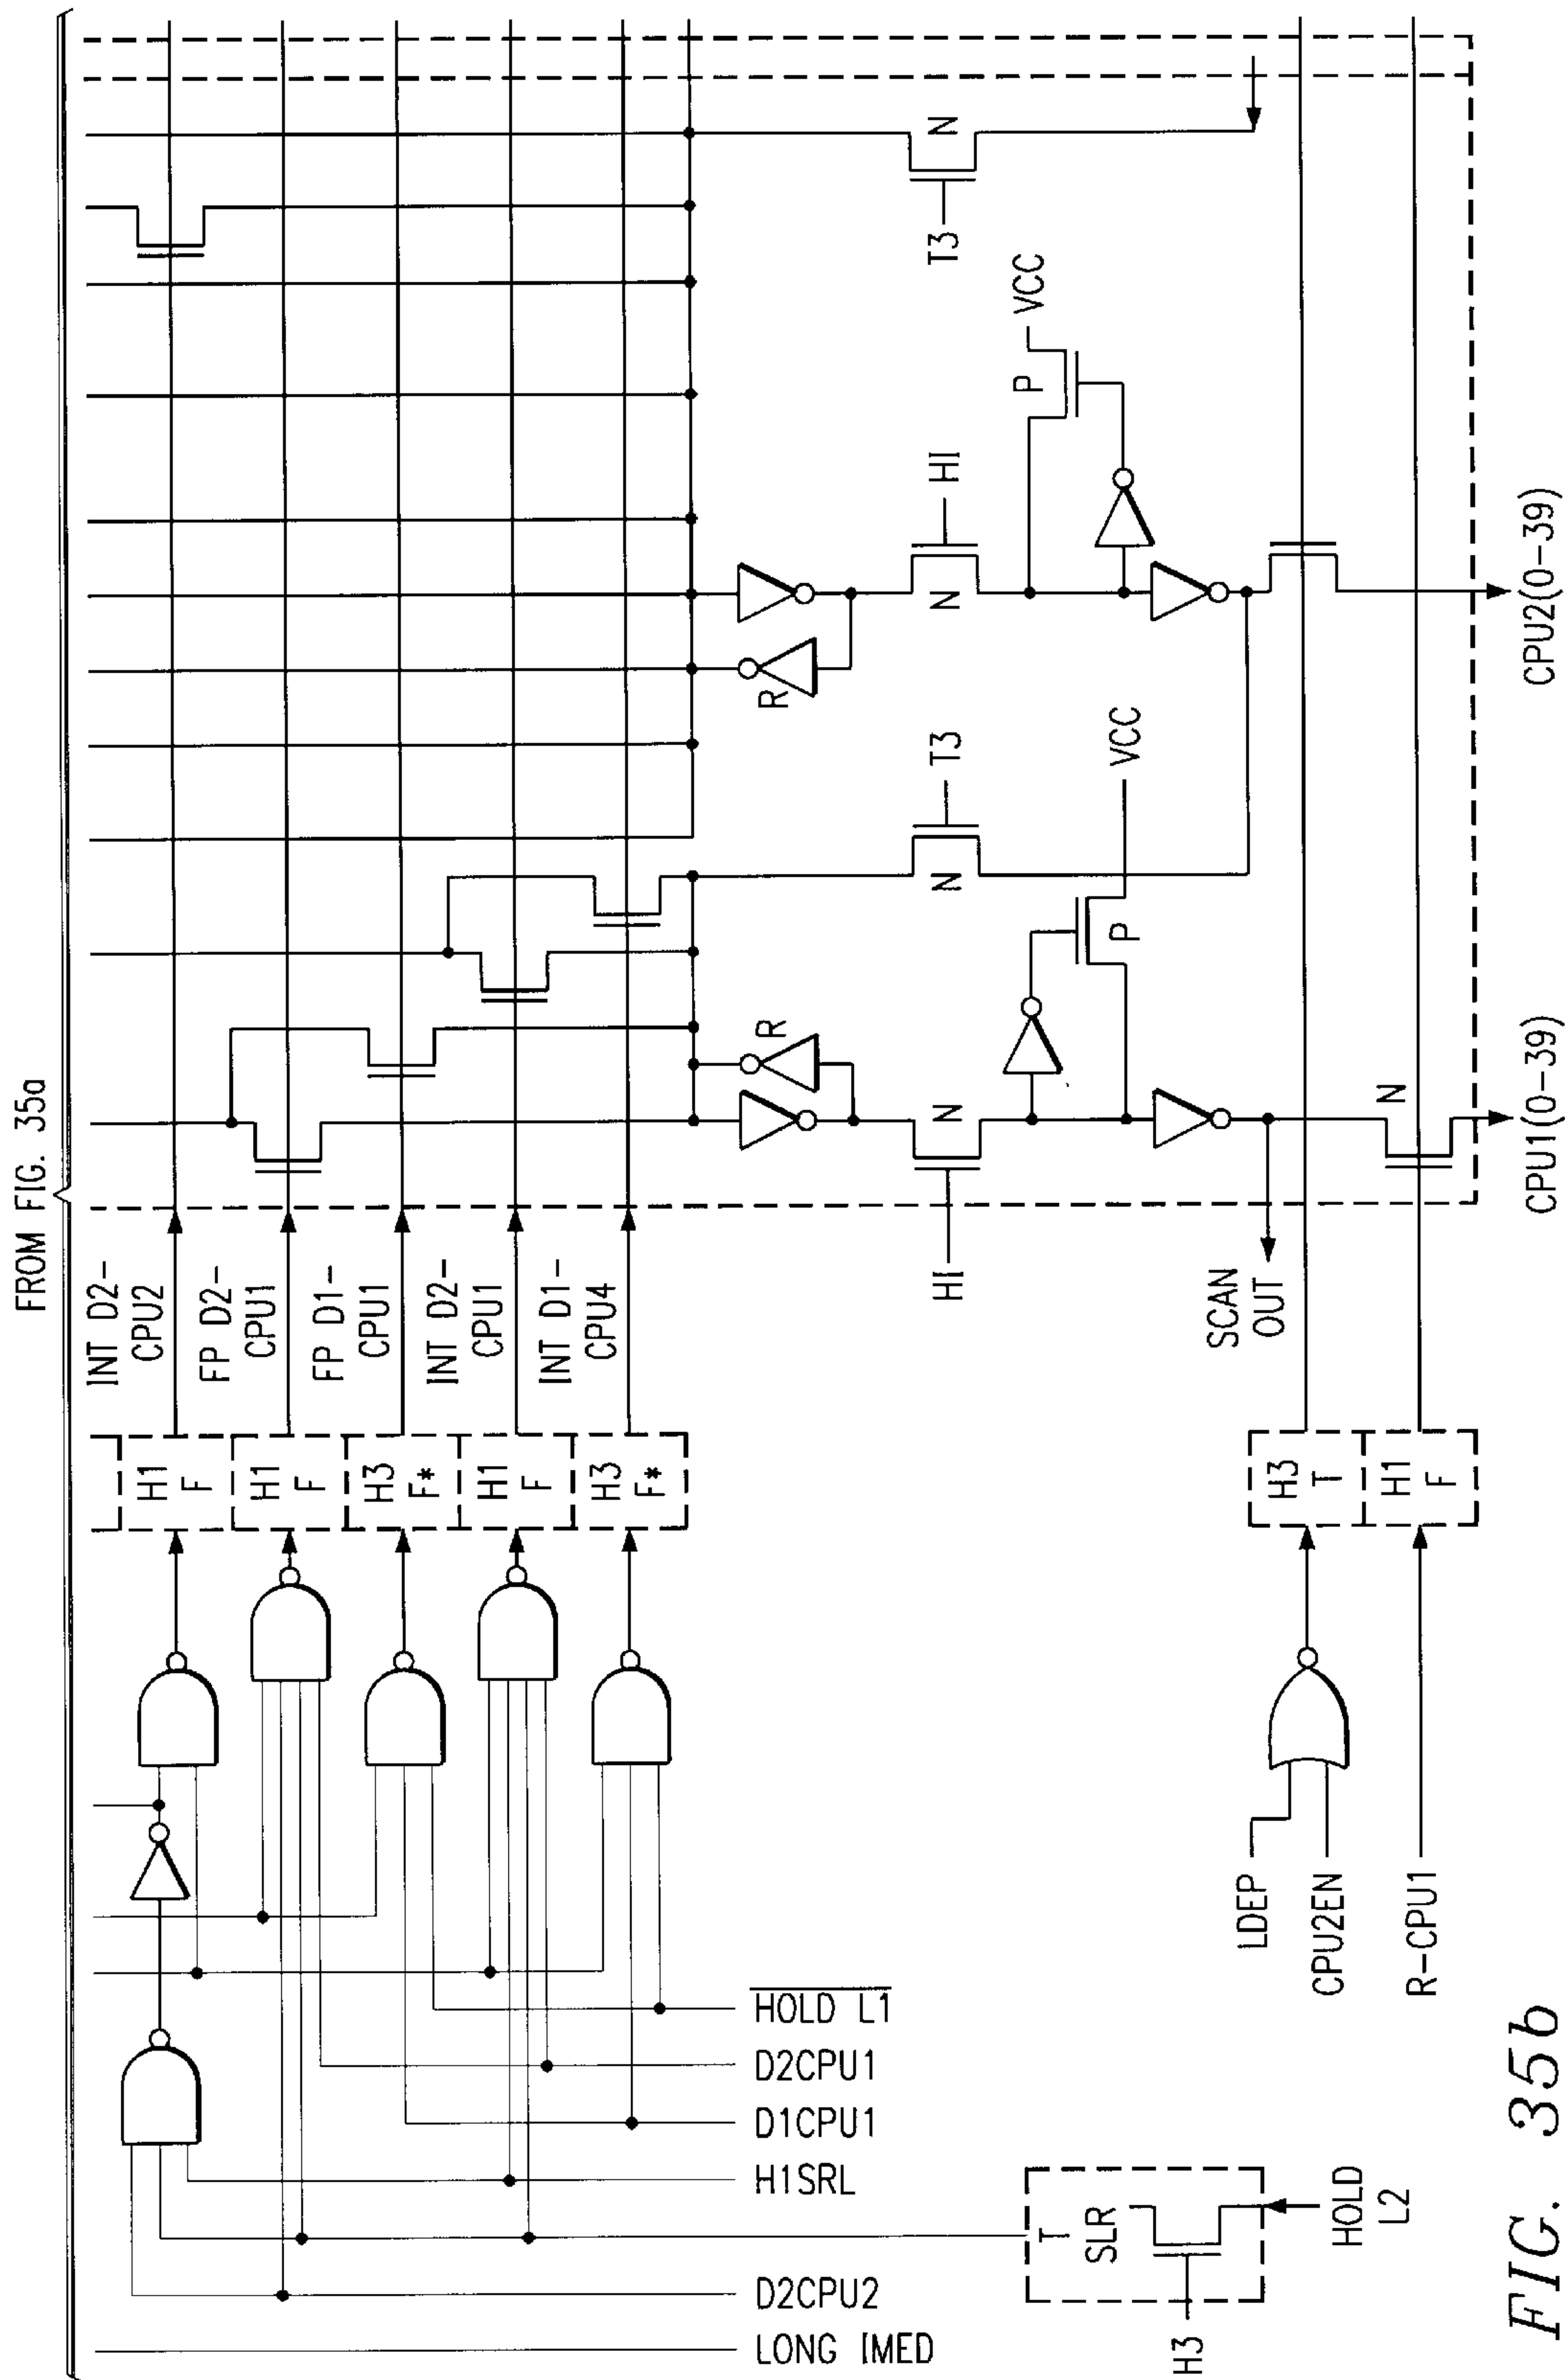 FROM FIG. 35a
INT D2-
CPU2
FP D2-
CPU1
FP D1-
CPU1
INT D2-
CPU1
INT D1-
CPU4
H1
F
H1
F
H3
F*
H1
F
H3
F*
HOLD L1
D2CPU1
D1CPU1
H1SRL
D2CPU2
LONG IMED
T
SLR
H3
HOLD
L2
LDEP
CPU2EN
R-CPU1
H3
T
H1
F
SCAN
OUT
HI
N
R
P
VCC
N
T3
R
N
HI
P
VCC
T3
N
N
CPU1(0-39)
CPU2(0-39)
FIG. 35b